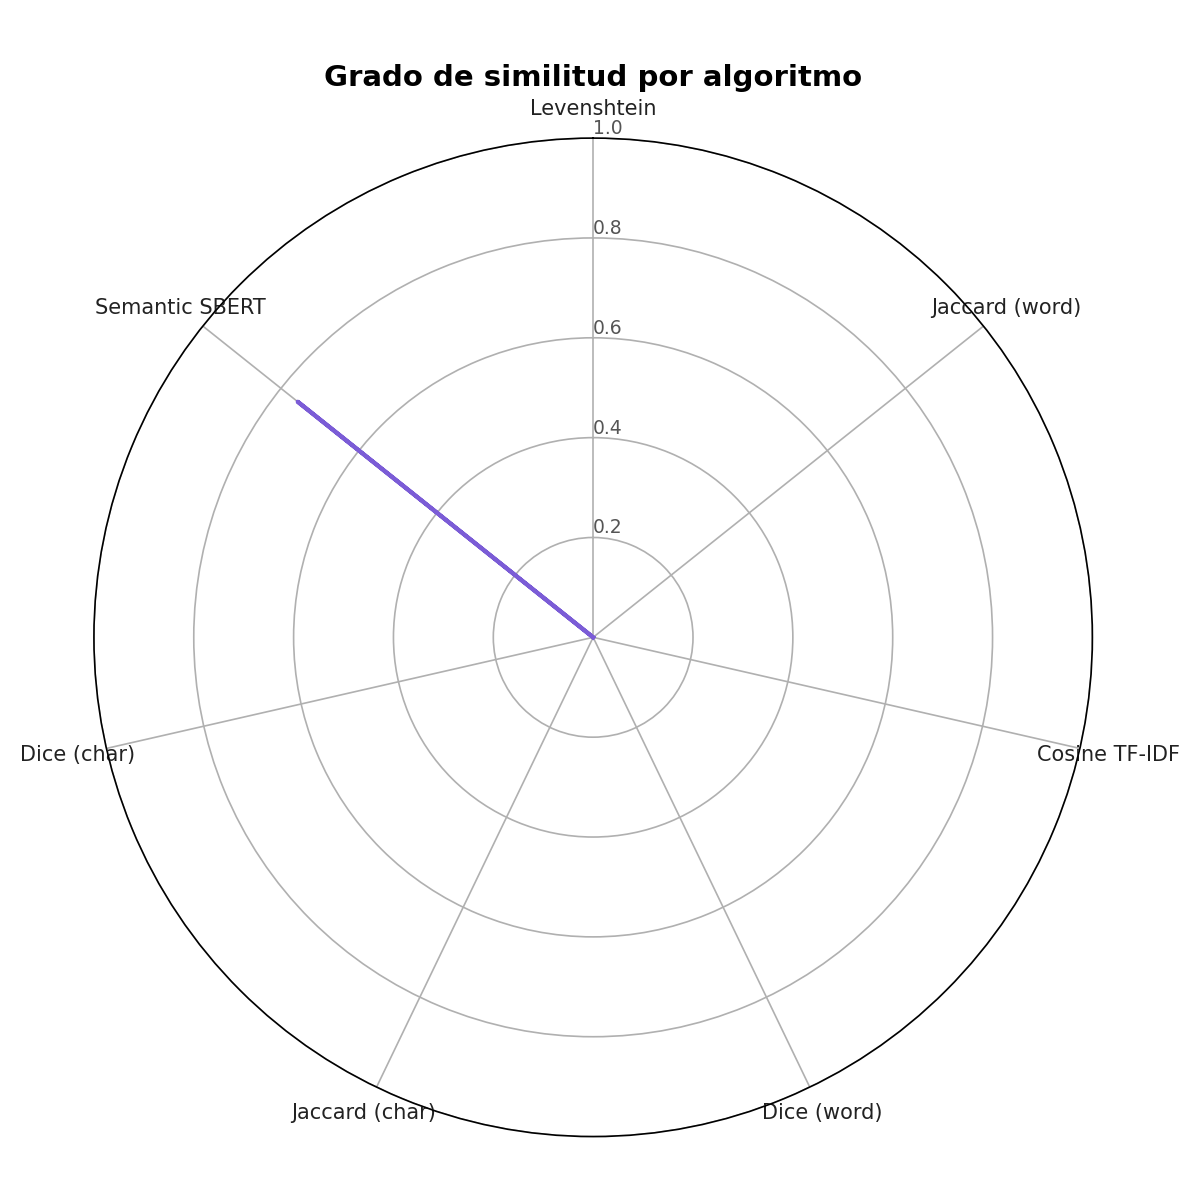 Grado de similitud por algoritmo
Levenshtein
1.0
0.8
Semantic SBERT
Jaccard (word)
0.6
0.4
0.2
Dice (char)
Cosine TF-IDF
Jaccard (char)
Dice (word)